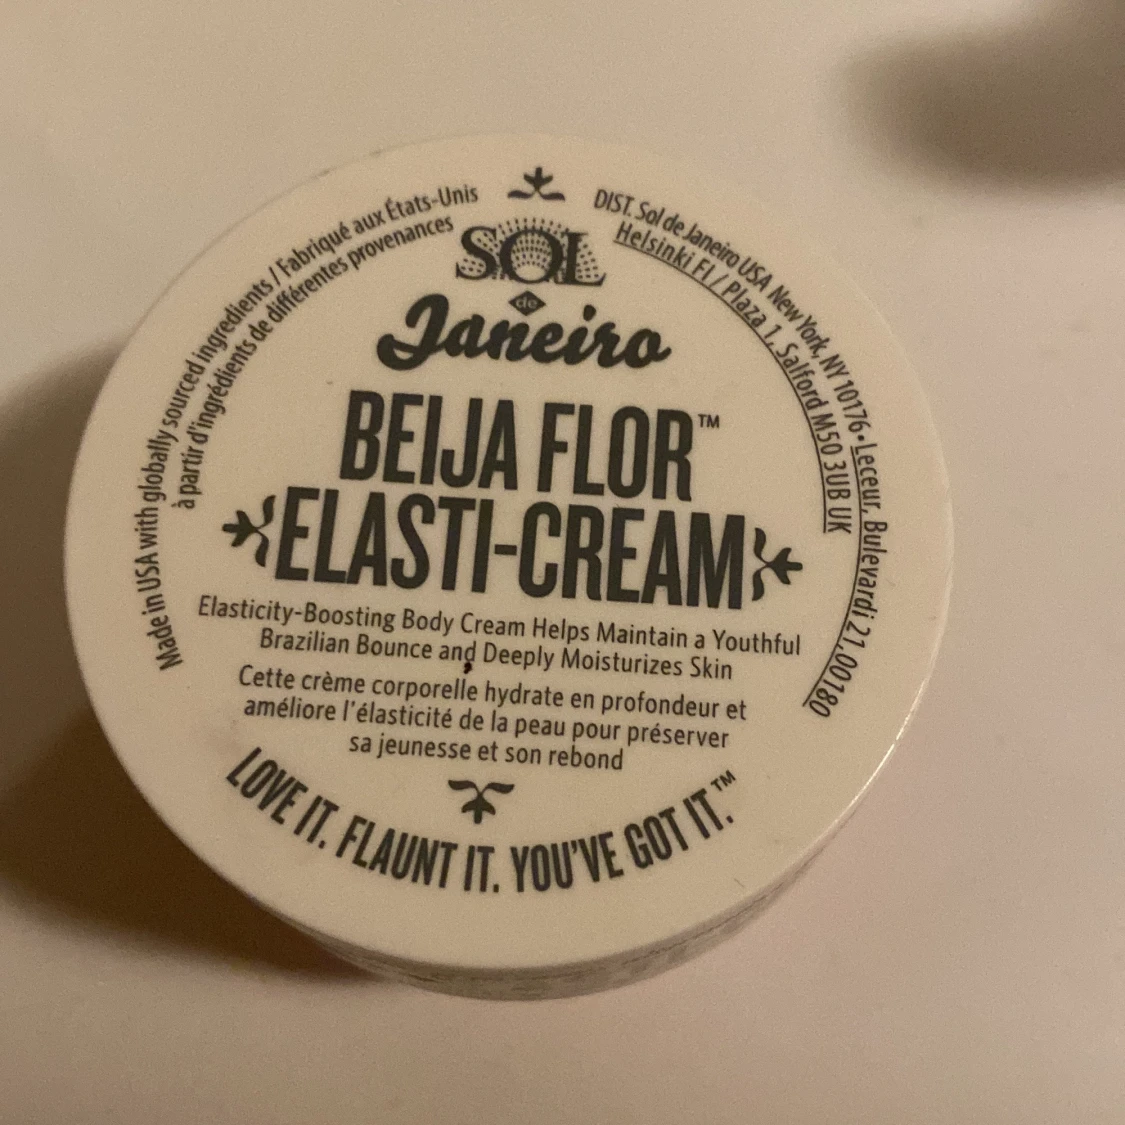 Made in USA with globally sourced ingredients / Fabriqué aux États-Unis
à partir d'ingrédients de différentes provenances
DIST. Sol de Janeiro USA New York, NY 10176 • Leceur, Bulevardi 21,00180
Helsinki FI / Plaza 1, Salford M50 3UB UK
SOL
de
Janeiro
BEIJA FLOR™
ELASTI-CREAM
Elasticity-Boosting Body Cream Helps Maintain a Youthful
Brazilian Bounce and Deeply Moisturizes Skin
Cette crème corporelle hydrate en profondeur et
améliore l'élasticité de la peau pour préserver
sa jeunesse et son rebond
LOVE IT. FLAUNT IT. YOU'VE GOT IT.™